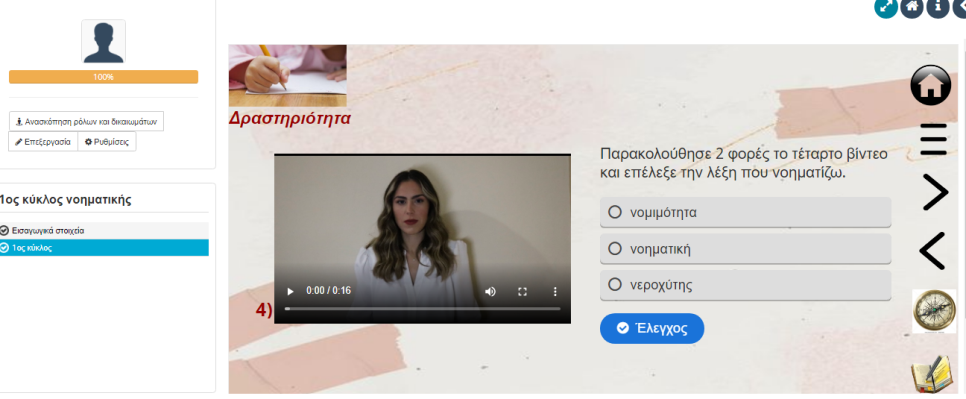 100%
Ανασκόπηση ρόλων και δικαιωμάτων
Επεξεργασία
Ρυθμίσεις
1ος κύκλος νοηματικής
Εισαγωγικά στοιχεία
1ος κύκλος
Δραστηριότητα
4)
0:00 / 0:16
Παρακολούθησε 2 φορές το τέταρτο βίντεο
και επέλεξε την λέξη που νοηματίζω.
νομιμότητα
νοηματική
νεροχύτης
Έλεγχος